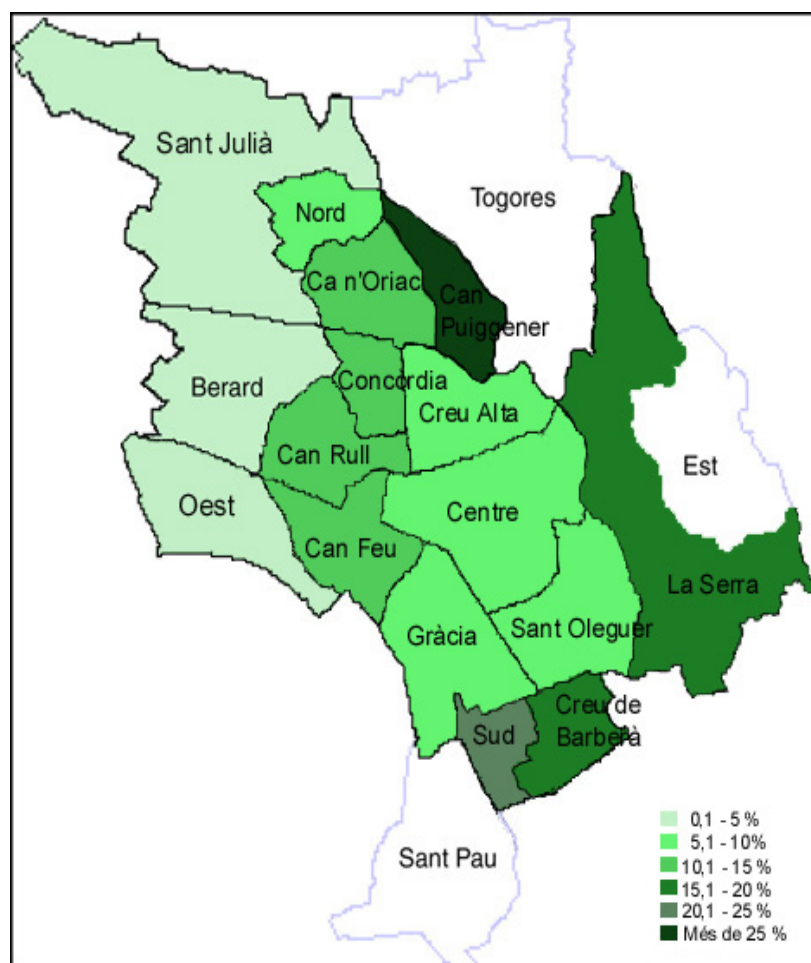 Sant Julià
Togores
Nord
Ca n'Oriac
Can
Puiggener
Concordia
Berard
Creu Alta
Can Rull
Est
Oest
Centre
Can Feu
La Serra
Gràcia
Sant Oleguer
Creu de
Barberà
Sud
Sant Pau
0,1 - 5 %
5,1 - 10%
10,1 - 15 %
15,1 - 20 %
20,1 - 25 %
Més de 25 %